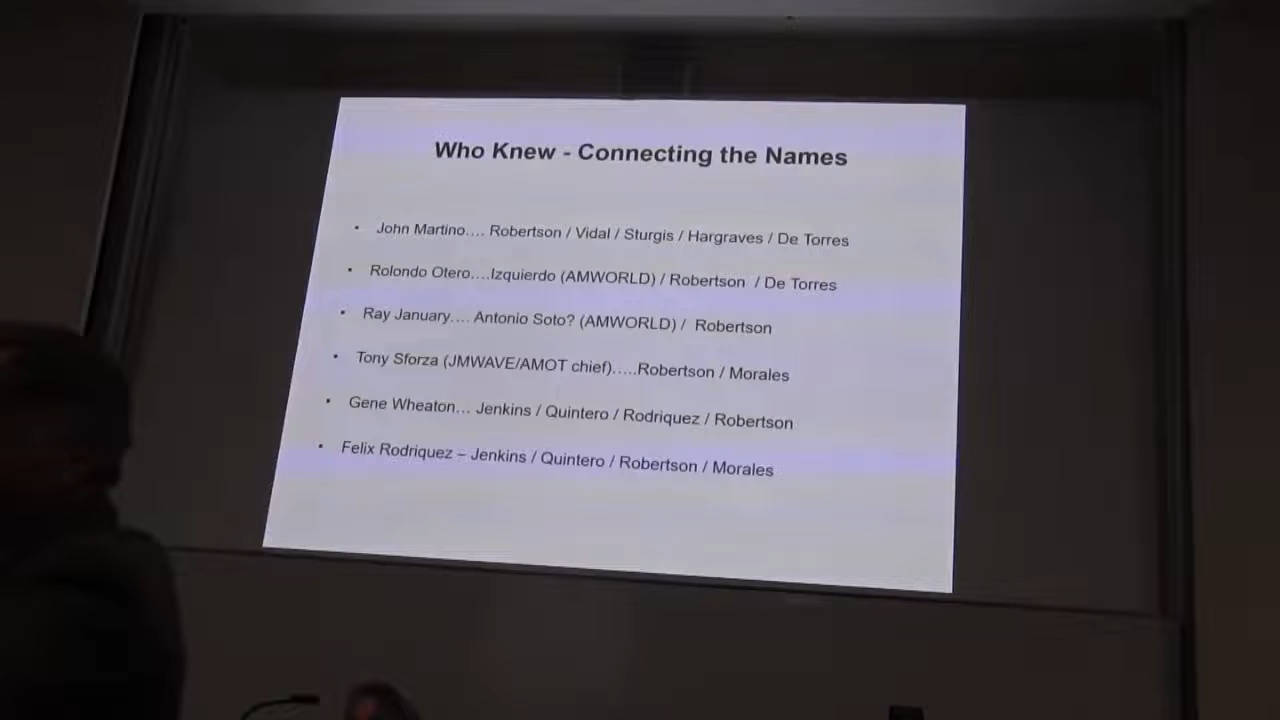 Who Knew - Connecting the Names
• John Martino.... Robertson / Vidal / Sturgis / Hargraves / De Torres
• Rolondo Otero....Izquierdo (AMWORLD) / Robertson / De Torres
• Ray January.... Antonio Soto? (AMWORLD) / Robertson
• Tony Sforza (JMWAVE/AMOT chief).....Robertson / Morales
• Gene Wheaton... Jenkins / Quintero / Rodriquez / Robertson
• Felix Rodriquez – Jenkins / Quintero / Robertson / Morales